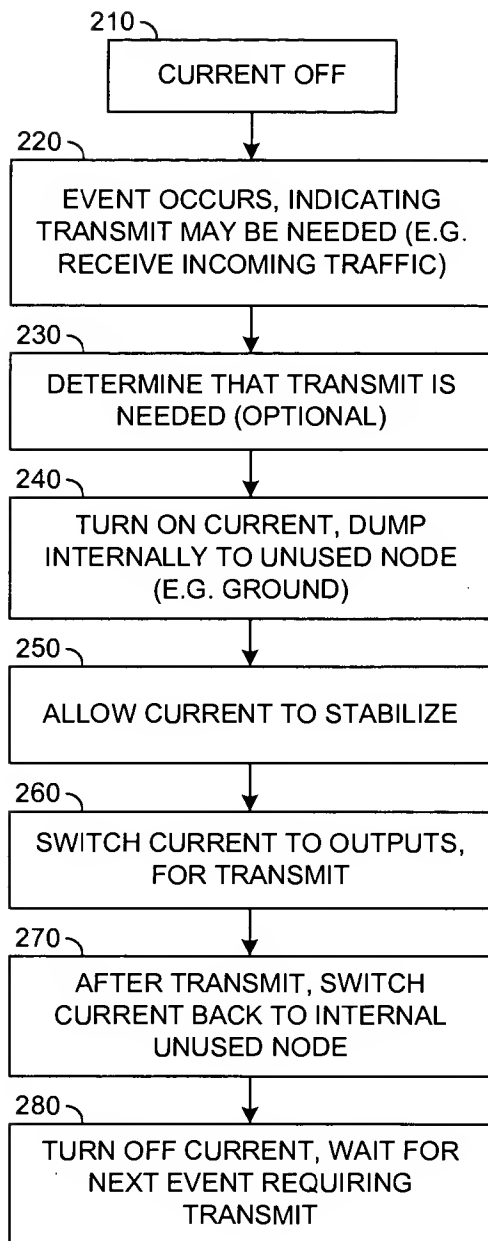 210
CURRENT OFF
220
EVENT OCCURS, INDICATING
TRANSMIT MAY BE NEEDED (E.G.
RECEIVE INCOMING TRAFFIC)
230
DETERMINE THAT TRANSMIT IS
NEEDED (OPTIONAL)
240
TURN ON CURRENT, DUMP
INTERNALLY TO UNUSED NODE
(E.G. GROUND)
250
ALLOW CURRENT TO STABILIZE
260
SWITCH CURRENT TO OUTPUTS,
FOR TRANSMIT
270
AFTER TRANSMIT, SWITCH
CURRENT BACK TO INTERNAL
UNUSED NODE
280
TURN OFF CURRENT, WAIT FOR
NEXT EVENT REQUIRING
TRANSMIT